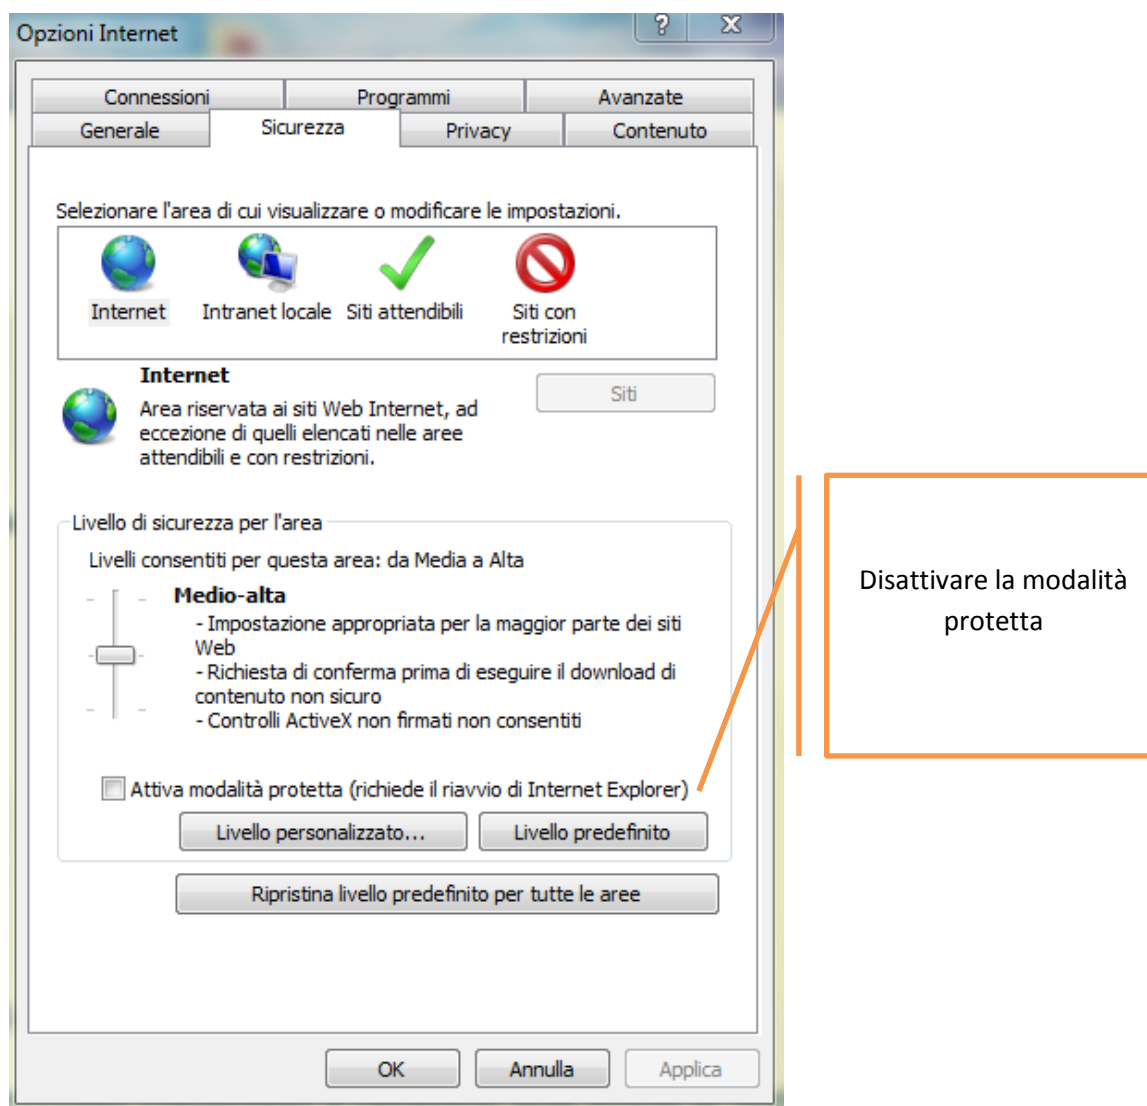 Opzioni Internet
?
X
Connessioni
Programmi
Avanzate
Generale
Sicurezza
Privacy
Contenuto
Selezionare l'area di cui visualizzare o modificare le impostazioni.
Internet
Intranet locale
Siti attendibili
Siti con
restrizioni
Internet
Siti
Area riservata ai siti Web Internet, ad
eccezione di quelli elencati nelle aree
attendibili e con restrizioni.
Livello di sicurezza per l'area
Livelli consentiti per questa area: da Media a Alta
Medio-alta
- Impostazione appropriata per la maggior parte dei siti
Web
- Richiesta di conferma prima di eseguire il download di
contenuto non sicuro
- Controlli ActiveX non firmati non consentiti
Attiva modalità protetta (richiede il riavvio di Internet Explorer)
Livello personalizzato...
Livello predefinito
Ripristina livello predefinito per tutte le aree
OK
Annulla
Applica
Disattivare la modalità
protetta